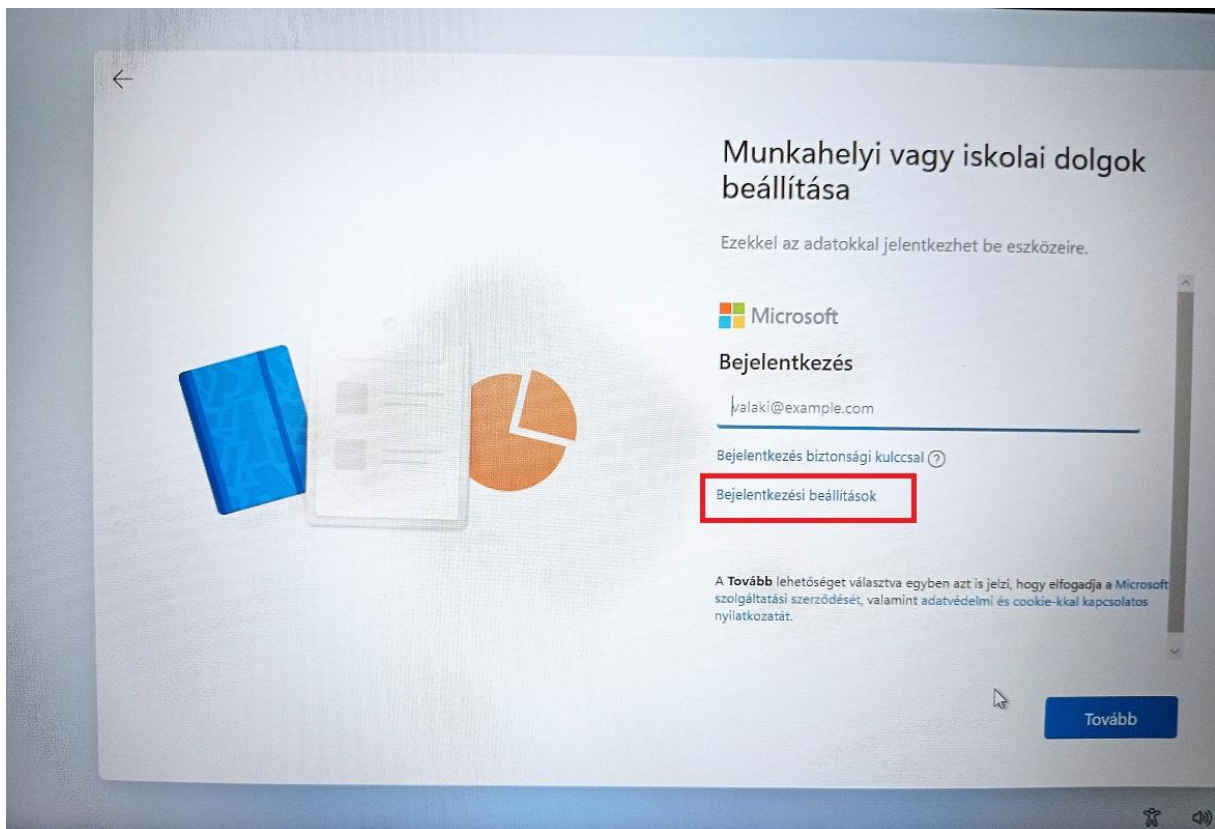 Munkahelyi vagy iskolai dolgok
beállítása
Ezekkel az adatokkal jelentkezhet be eszközeire.
Microsoft
Bejelentkezés
valaki@example.com
Bejelentkezés biztonsági kulccsal ?
Bejelentkezési beállítások
A Tovább lehetőséget választva egyben azt is jelzi, hogy elfogadja a Microsoft
szolgáltatási szerződését, valamint adatvédelmi és cookie-kkal kapcsolatos
nyilatkozatát.
Tovább